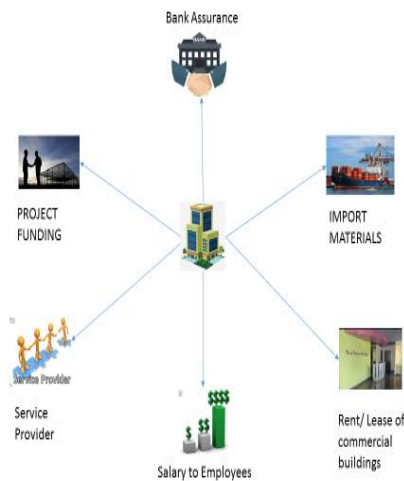 Bank Assurance
PROJECT
FUNDING
IMPORT
MATERIALS
Service Provider
Service
Provider
Salary to Employees
Rent/ Lease of
commercial
buildings